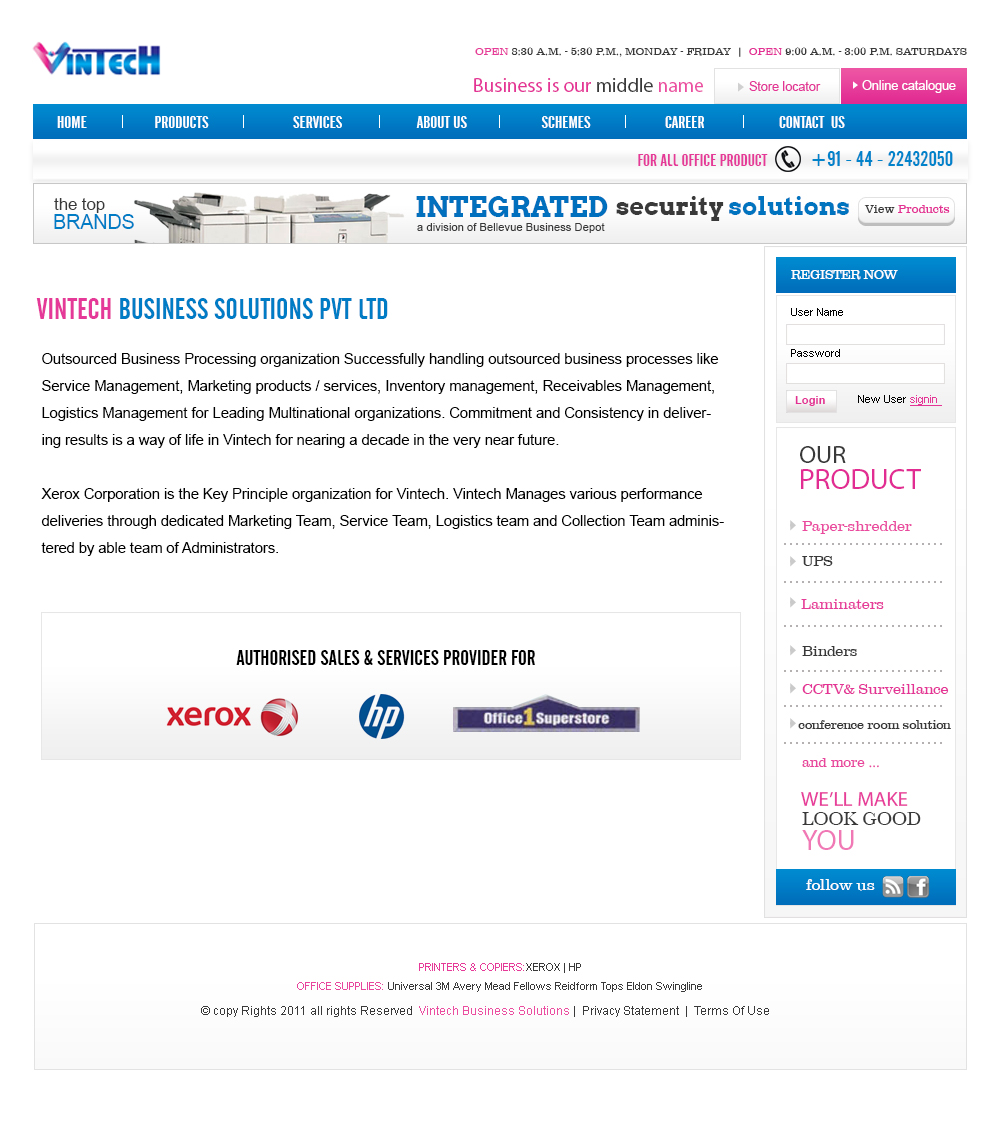 VINTECH
OPEN 8:30 A.M. - 5:30 P.M., MONDAY - FRIDAY | OPEN 9:00 A.M. - 3:00 P.M. SATURDAYS
Business is our middle name
Store locator
Online catalogue
HOME PRODUCTS SERVICES ABOUT US SCHEMES CAREER CONTACT US
FOR ALL OFFICE PRODUCT +91 - 44 - 22432050
the top
BRANDS
INTEGRATED security solutions
a division of Bellevue Business Depot
View Products
VINTECH BUSINESS SOLUTIONS PVT LTD
Outsourced Business Processing organization Successfully handling outsourced business processes like
Service Management, Marketing products / services, Inventory management, Receivables Management,
Logistics Management for Leading Multinational organizations. Commitment and Consistency in deliver-
ing results is a way of life in Vintech for nearing a decade in the very near future.
Xerox Corporation is the Key Principle organization for Vintech. Vintech Manages various performance
deliveries through dedicated Marketing Team, Service Team, Logistics team and Collection Team adminis-
tered by able team of Administrators.
AUTHORISED SALES & SERVICES PROVIDER FOR
xerox
hp
Office 1 Superstore
REGISTER NOW
User Name
Password
Login
New User signin
OUR
PRODUCT
Paper-shredder
UPS
Laminaters
Binders
CCTV& Surveillance
conference room solution
and more ...
WE'LL MAKE
LOOK GOOD
YOU
follow us
PRINTERS & COPIERS:XEROX | HP
OFFICE SUPPLIES: Universal 3M Avery Mead Fellows Reidform Tops Eldon Swingline
© copy Rights 2011 all rights Reserved Vintech Business Solutions | Privacy Statement | Terms Of Use